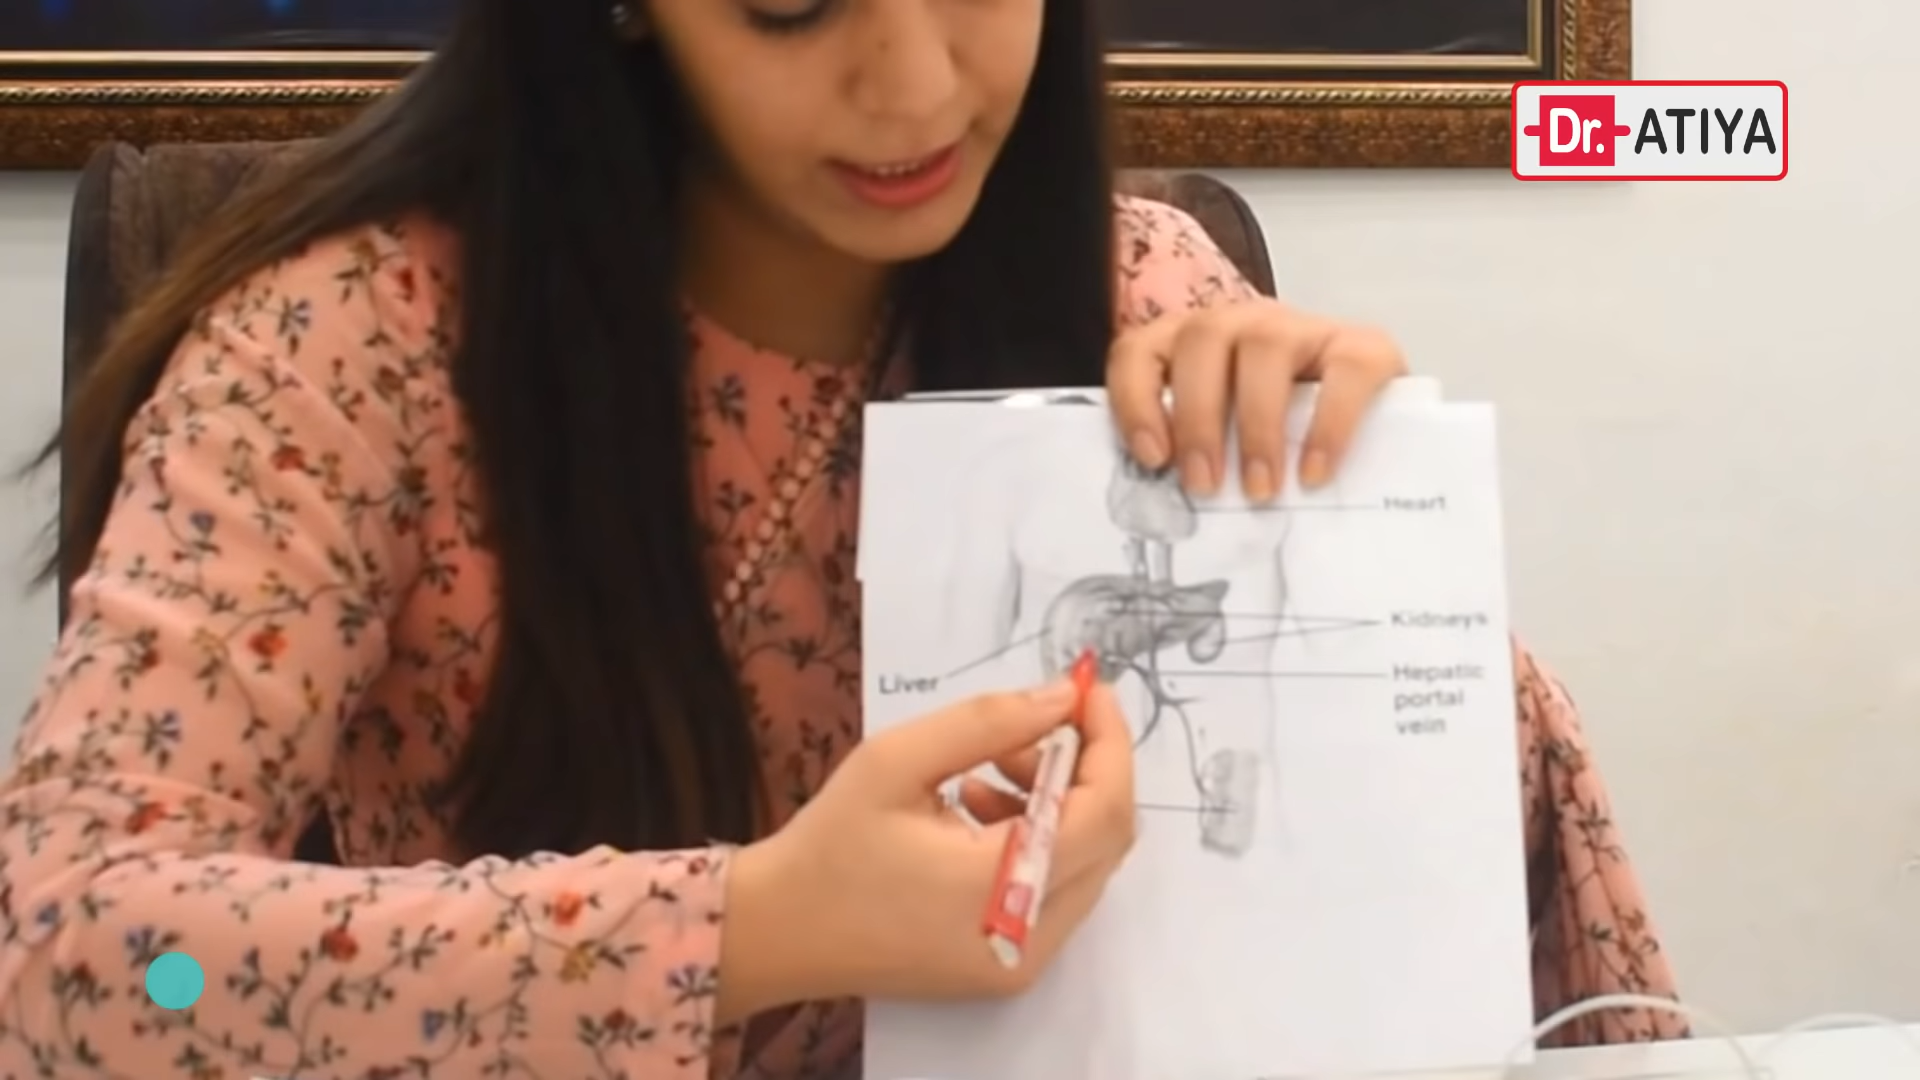 Dr. ATIYA
Heart
Kidneys
Liver
Hepatic
portal
vein